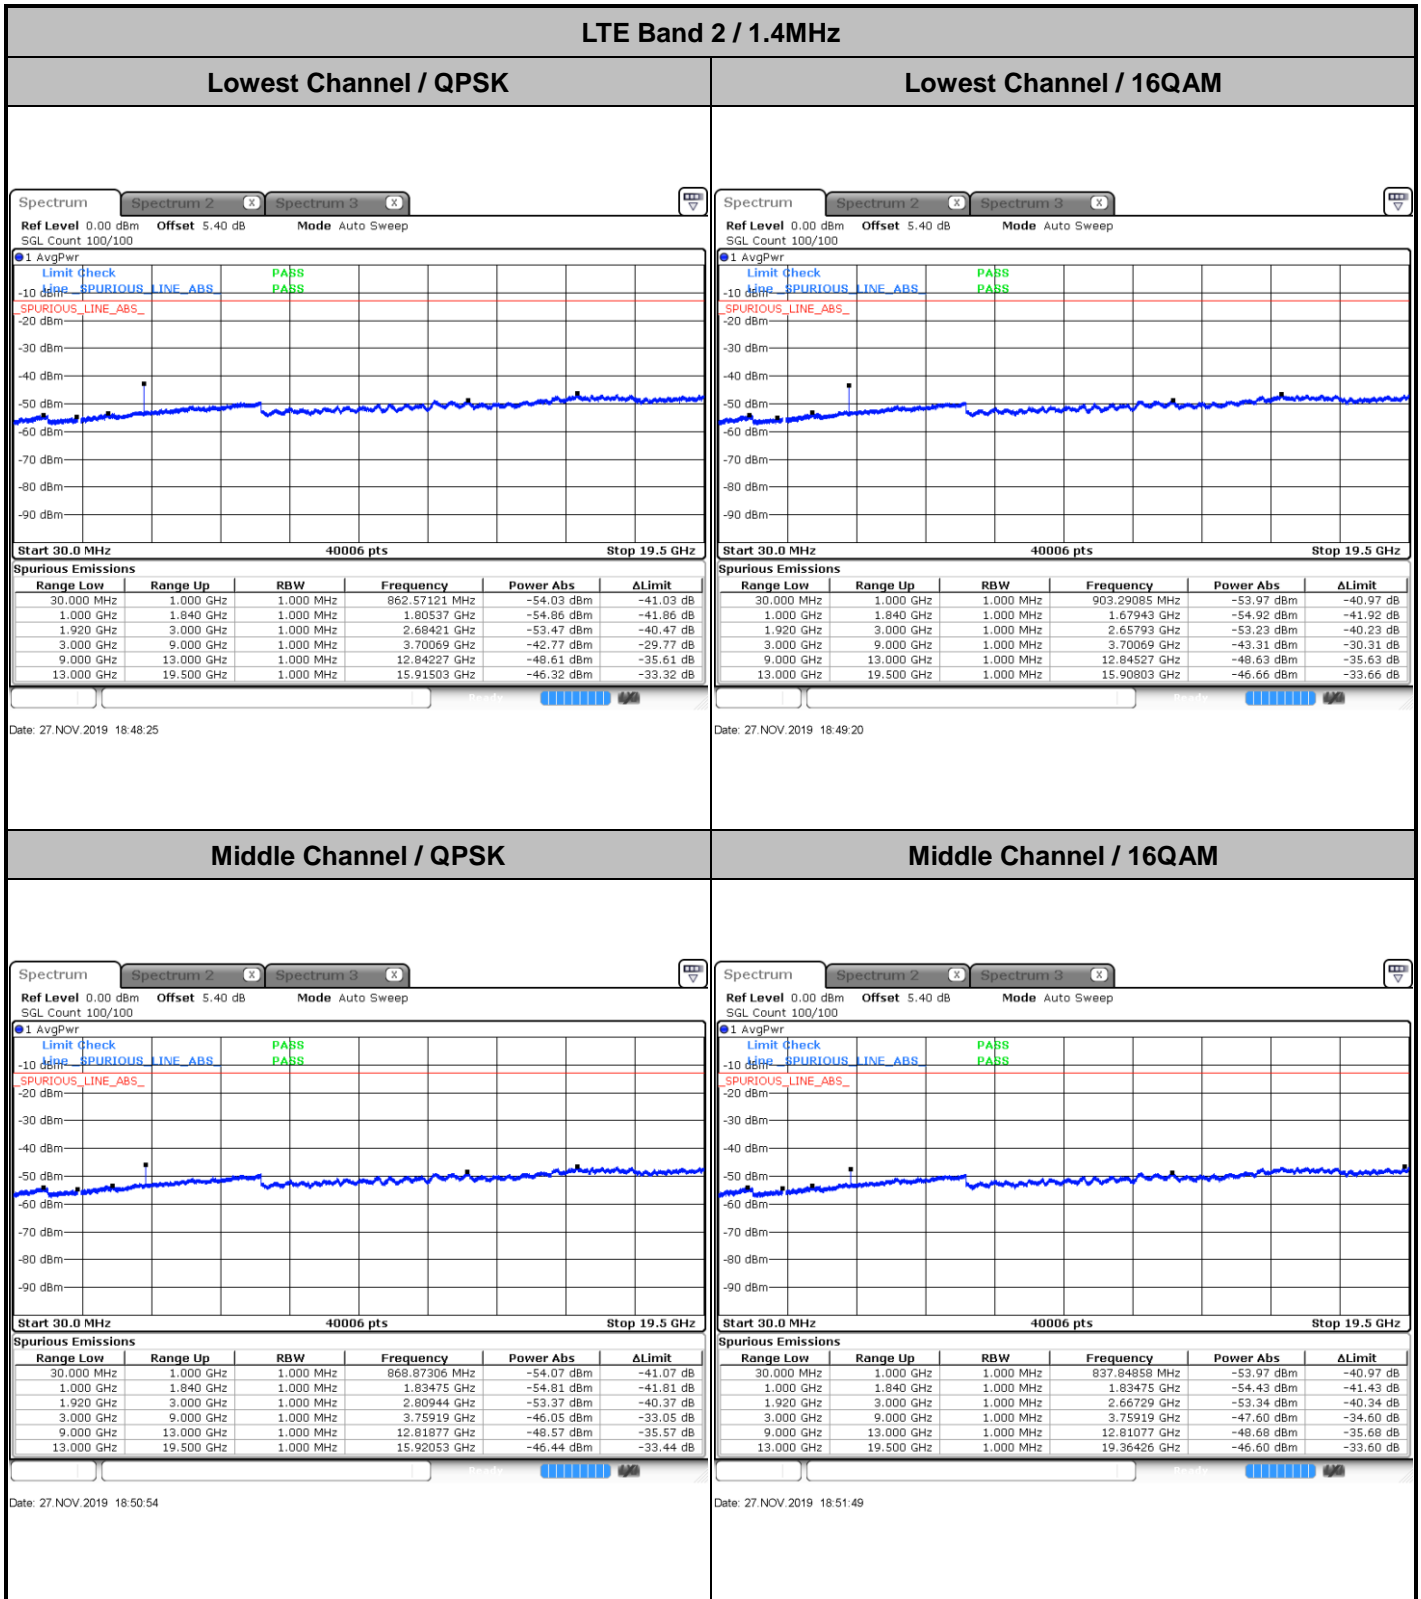 LTE Band 2 / 1.4MHz
Lowest Channel / QPSK
Lowest Channel / 16QAM
Spectrum
Spectrum 2
X
Spectrum 3
X
Ref Level 0.00 dBm Offset 5.40 dB Mode Auto Sweep
SGL Count 100/100
1 AvgPwr
Limit Check PASS
Line _SPURIOUS_LINE_ABS_ PASS
-10 dBm
_SPURIOUS_LINE_ABS_
-20 dBm
-30 dBm
-40 dBm
-50 dBm
-60 dBm
-70 dBm
-80 dBm
-90 dBm
Start 30.0 MHz 40006 pts Stop 19.5 GHz
Spurious Emissions
Range Low Range Up RBW Frequency Power Abs ΔLimit
30.000 MHz 1.000 GHz 1.000 MHz 862.57121 MHz -54.03 dBm -41.03 dB
1.000 GHz 1.840 GHz 1.000 MHz 1.80537 GHz -54.86 dBm -41.86 dB
1.920 GHz 3.000 GHz 1.000 MHz 2.68421 GHz -53.47 dBm -40.47 dB
3.000 GHz 9.000 GHz 1.000 MHz 3.70069 GHz -42.77 dBm -29.77 dB
9.000 GHz 13.000 GHz 1.000 MHz 12.84227 GHz -48.61 dBm -35.61 dB
13.000 GHz 19.500 GHz 1.000 MHz 15.91503 GHz -46.32 dBm -33.32 dB
Ready
Date: 27.NOV.2019 18:48:25
Spectrum
Spectrum 2
X
Spectrum 3
X
Ref Level 0.00 dBm Offset 5.40 dB Mode Auto Sweep
SGL Count 100/100
1 AvgPwr
Limit Check PASS
Line _SPURIOUS_LINE_ABS_ PASS
-10 dBm
_SPURIOUS_LINE_ABS_
-20 dBm
-30 dBm
-40 dBm
-50 dBm
-60 dBm
-70 dBm
-80 dBm
-90 dBm
Start 30.0 MHz 40006 pts Stop 19.5 GHz
Spurious Emissions
Range Low Range Up RBW Frequency Power Abs ΔLimit
30.000 MHz 1.000 GHz 1.000 MHz 903.29085 MHz -53.97 dBm -40.97 dB
1.000 GHz 1.840 GHz 1.000 MHz 1.67943 GHz -54.92 dBm -41.92 dB
1.920 GHz 3.000 GHz 1.000 MHz 2.65793 GHz -53.23 dBm -40.23 dB
3.000 GHz 9.000 GHz 1.000 MHz 3.70069 GHz -43.31 dBm -30.31 dB
9.000 GHz 13.000 GHz 1.000 MHz 12.84527 GHz -48.63 dBm -35.63 dB
13.000 GHz 19.500 GHz 1.000 MHz 15.90803 GHz -46.66 dBm -33.66 dB
Ready
Date: 27.NOV.2019 18:49:20
Middle Channel / QPSK
Middle Channel / 16QAM
Spectrum
Spectrum 2
X
Spectrum 3
X
Ref Level 0.00 dBm Offset 5.40 dB Mode Auto Sweep
SGL Count 100/100
1 AvgPwr
Limit Check PASS
Line _SPURIOUS_LINE_ABS_ PASS
-10 dBm
_SPURIOUS_LINE_ABS_
-20 dBm
-30 dBm
-40 dBm
-50 dBm
-60 dBm
-70 dBm
-80 dBm
-90 dBm
Start 30.0 MHz 40006 pts Stop 19.5 GHz
Spurious Emissions
Range Low Range Up RBW Frequency Power Abs ΔLimit
30.000 MHz 1.000 GHz 1.000 MHz 868.87306 MHz -54.07 dBm -41.07 dB
1.000 GHz 1.840 GHz 1.000 MHz 1.83475 GHz -54.81 dBm -41.81 dB
1.920 GHz 3.000 GHz 1.000 MHz 2.80944 GHz -53.37 dBm -40.37 dB
3.000 GHz 9.000 GHz 1.000 MHz 3.75919 GHz -46.05 dBm -33.05 dB
9.000 GHz 13.000 GHz 1.000 MHz 12.81877 GHz -48.57 dBm -35.57 dB
13.000 GHz 19.500 GHz 1.000 MHz 15.92053 GHz -46.44 dBm -33.44 dB
Ready
Date: 27.NOV.2019 18:50:54
Spectrum
Spectrum 2
X
Spectrum 3
X
Ref Level 0.00 dBm Offset 5.40 dB Mode Auto Sweep
SGL Count 100/100
1 AvgPwr
Limit Check PASS
Line _SPURIOUS_LINE_ABS_ PASS
-10 dBm
_SPURIOUS_LINE_ABS_
-20 dBm
-30 dBm
-40 dBm
-50 dBm
-60 dBm
-70 dBm
-80 dBm
-90 dBm
Start 30.0 MHz 40006 pts Stop 19.5 GHz
Spurious Emissions
Range Low Range Up RBW Frequency Power Abs ΔLimit
30.000 MHz 1.000 GHz 1.000 MHz 837.84858 MHz -53.97 dBm -40.97 dB
1.000 GHz 1.840 GHz 1.000 MHz 1.83475 GHz -54.43 dBm -41.43 dB
1.920 GHz 3.000 GHz 1.000 MHz 2.66729 GHz -53.34 dBm -40.34 dB
3.000 GHz 9.000 GHz 1.000 MHz 3.75919 GHz -47.60 dBm -34.60 dB
9.000 GHz 13.000 GHz 1.000 MHz 12.81077 GHz -48.68 dBm -35.68 dB
13.000 GHz 19.500 GHz 1.000 MHz 19.36426 GHz -46.60 dBm -33.60 dB
Ready
Date: 27.NOV.2019 18:51:49